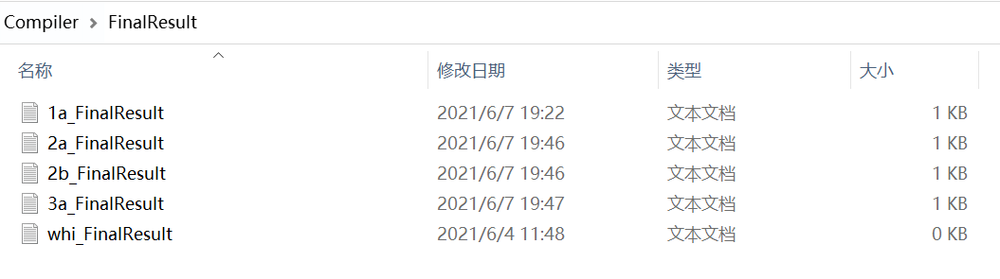 Compiler > FinalResult
名称 修改日期 类型 大小
1a_FinalResult 2021/6/7 19:22 文本文档 1 KB
2a_FinalResult 2021/6/7 19:46 文本文档 1 KB
2b_FinalResult 2021/6/7 19:46 文本文档 1 KB
3a_FinalResult 2021/6/7 19:47 文本文档 1 KB
whi_FinalResult 2021/6/4 11:48 文本文档 0 KB